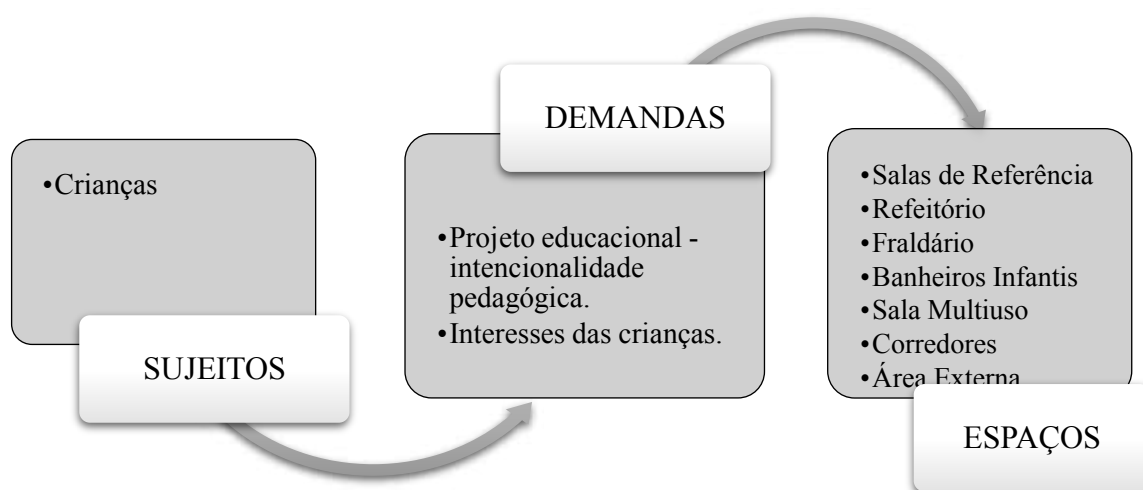 •Crianças
SUJEITOS
DEMANDAS
•Projeto educacional -
intencionalidade
pedagógica.
•Interesses das crianças.
•Salas de Referência
•Refeitório
•Fraldário
•Banheiros Infantis
•Sala Multiuso
•Corredores
•Área Externa
ESPAÇOS